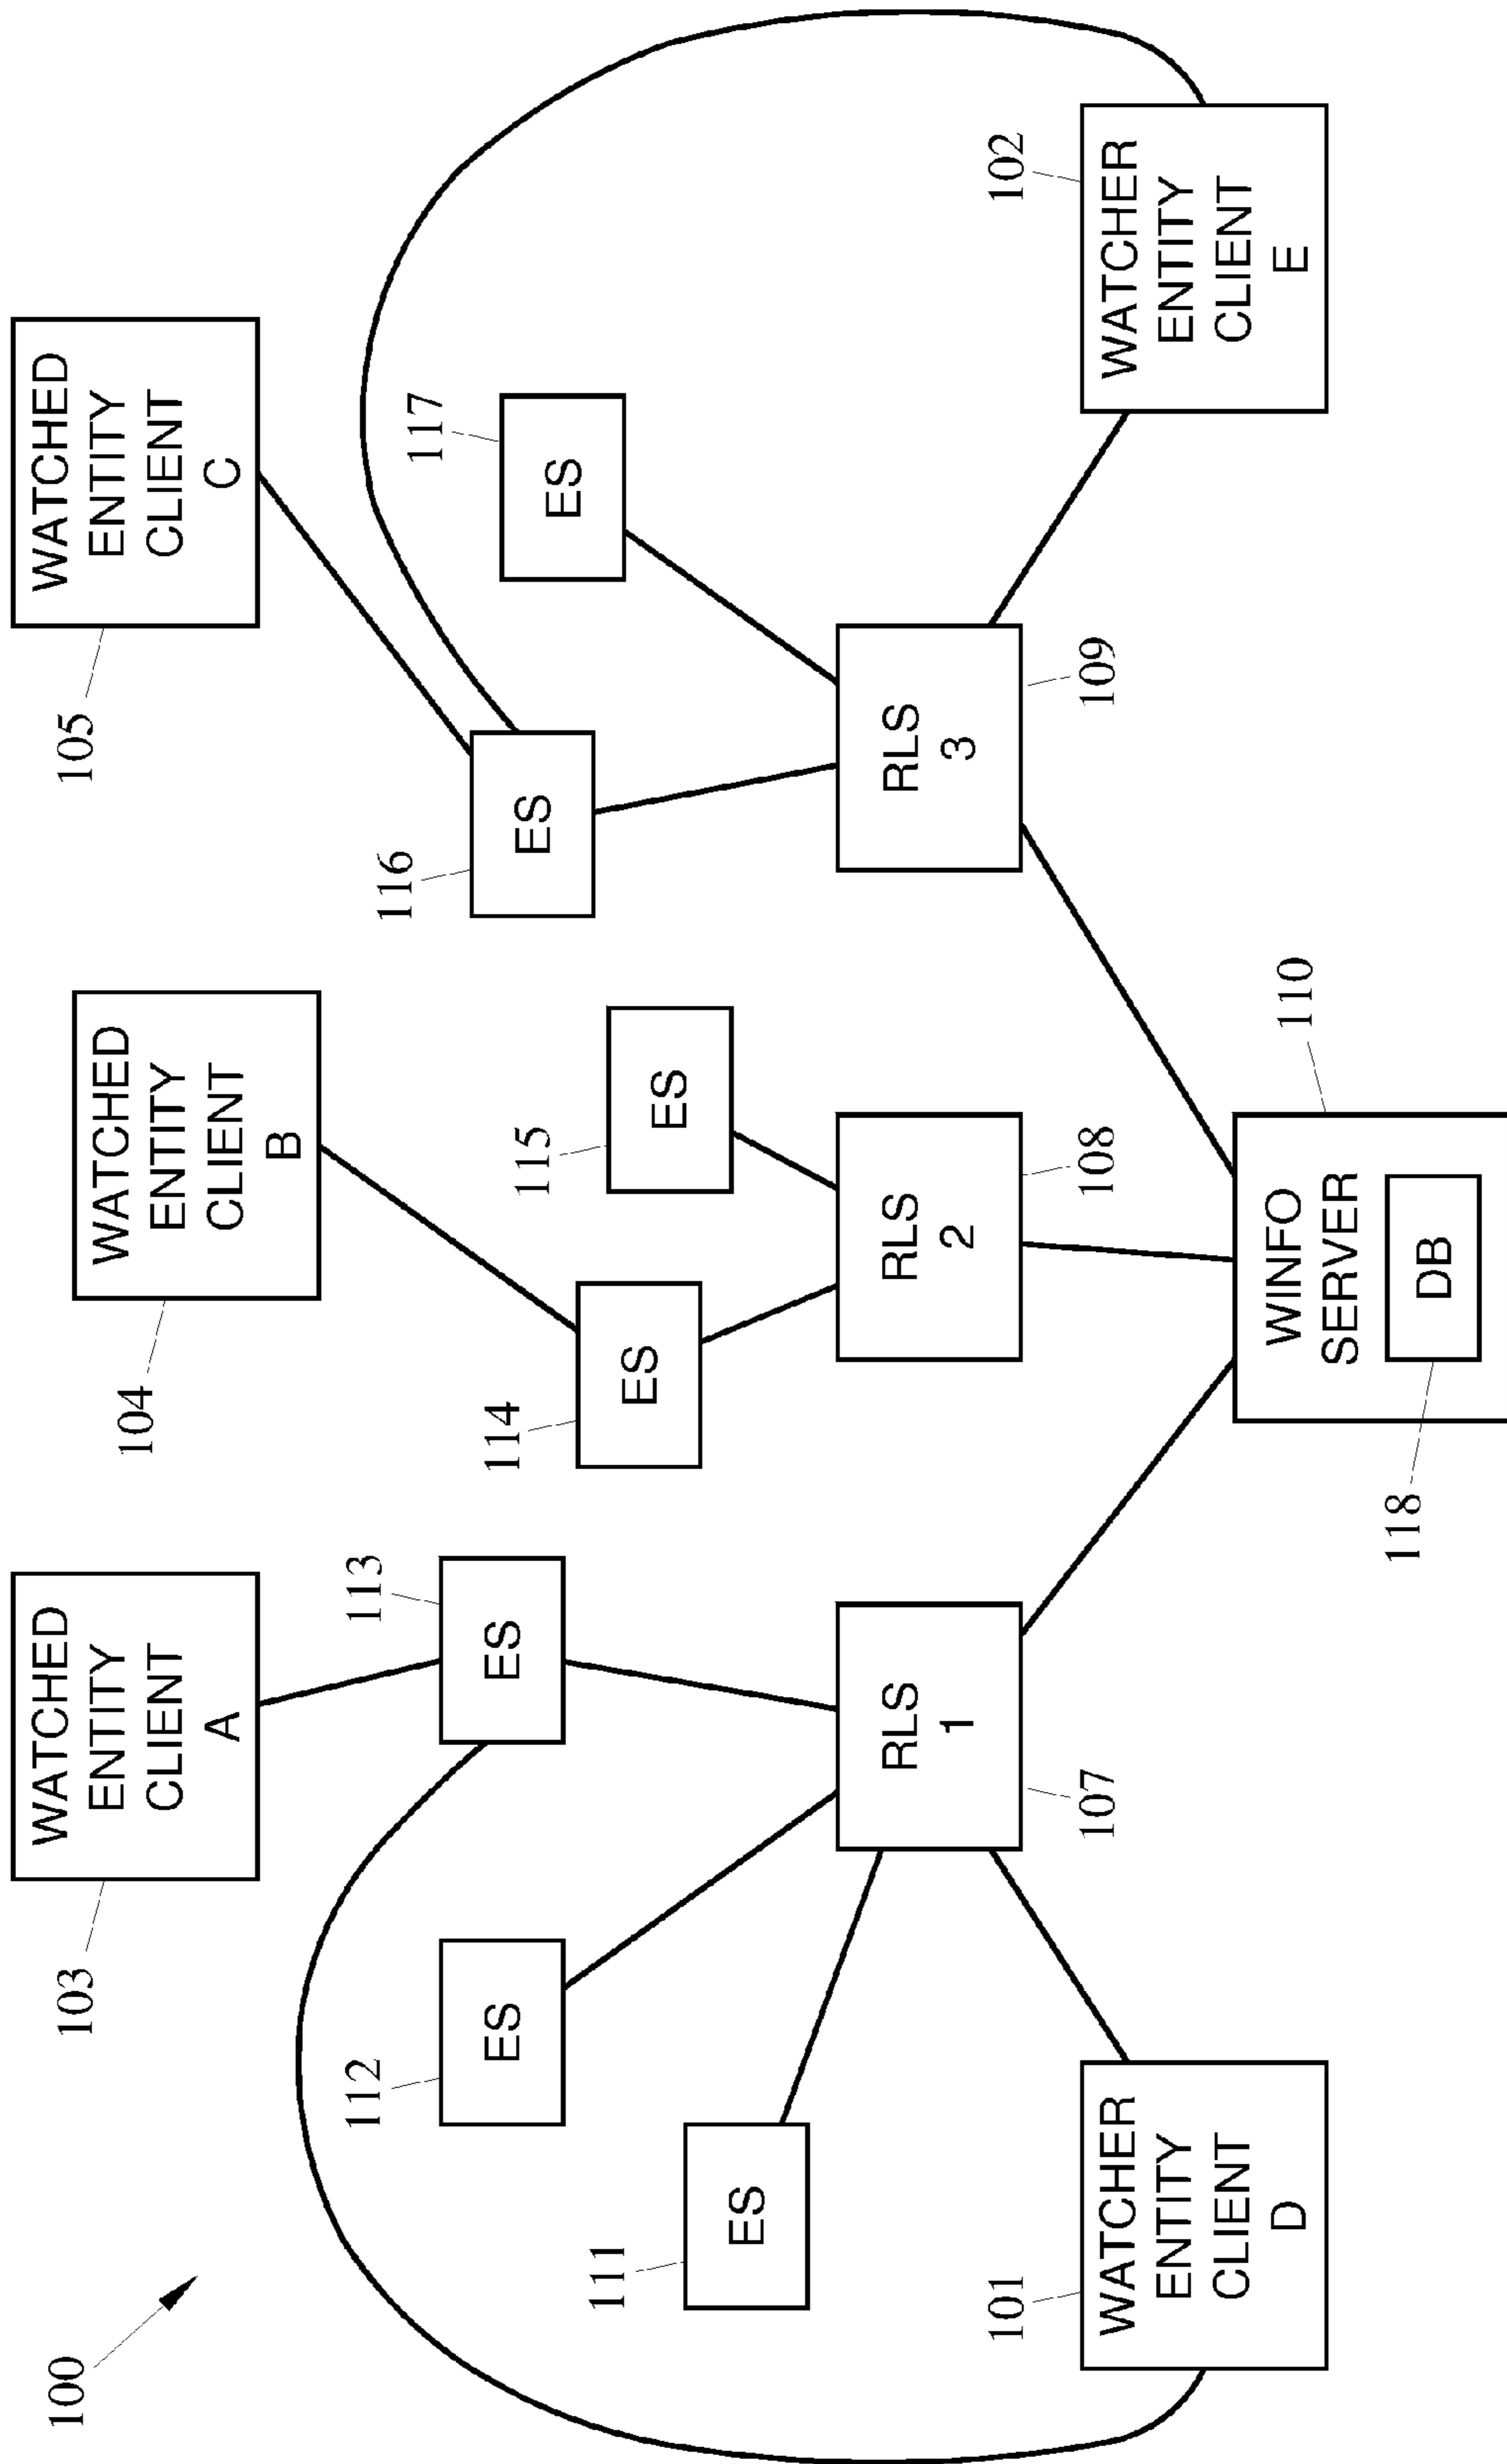 100
103
WATCHED
ENTITY
CLIENT
A
104
WATCHED
ENTITY
CLIENT
B
105
WATCHED
ENTITY
CLIENT
C
112
ES
113
ES
111
ES
114
ES
115
ES
116
ES
117
ES
RLS
1
107
RLS
2
108
RLS
3
109
101
WATCHER
ENTITY
CLIENT
D
102
WATCHER
ENTITY
CLIENT
E
110
WINFO
SERVER
DB
118